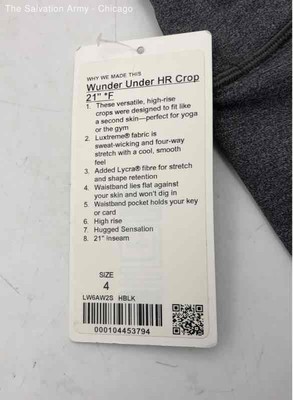 The Salvation Army - Chicago
WHY WE MADE THIS
Wunder Under HR Crop
21" *F
1. These versatile, high-rise
crops were designed to fit like
a second skin—perfect for yoga
or the gym
2. Luxtreme® fabric is
sweat-wicking and four-way
stretch with a cool, smooth
feel
3. Added Lycra® fibre for stretch
and shape retention
4. Waistband lies flat against
your skin and won't dig in
5. Waistband pocket holds your key
or card
6. High rise
7. Hugged Sensation
8. 21" Inseam
SIZE
4
LW6AW2S HBLK
000104453794